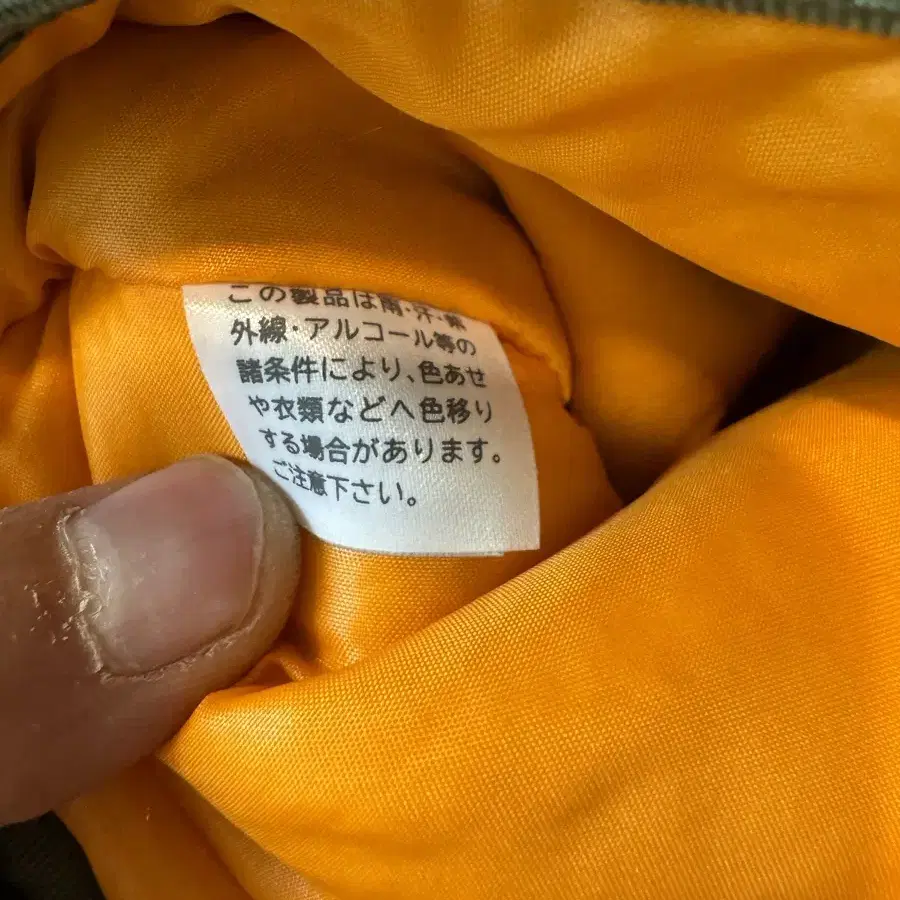 この製品は雨・汗・紫
外線・アルコール等の
諸条件により、色あせ
や衣類などへ色移り
する場合があります。
ご注意下さい。